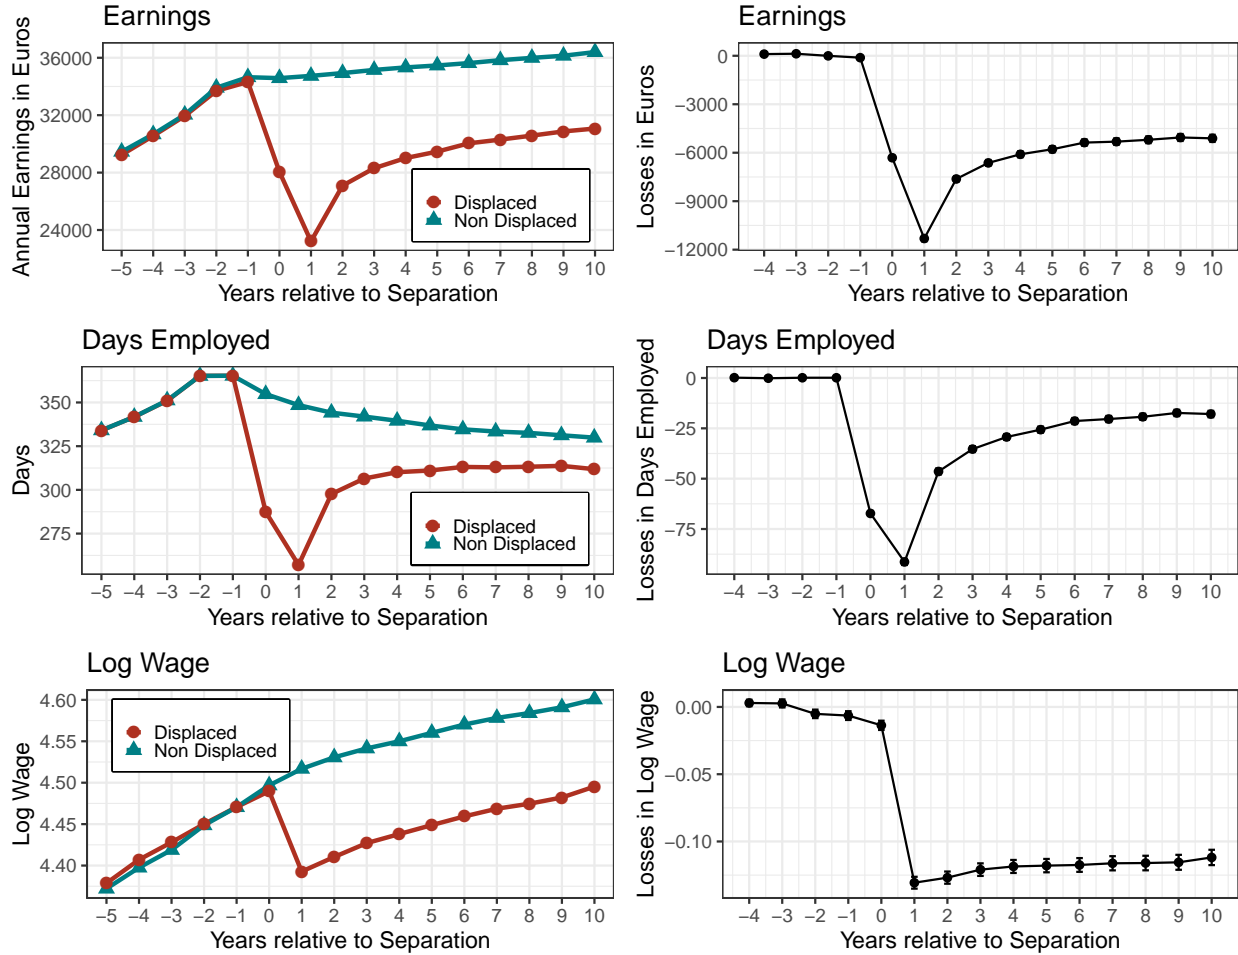 Earnings
Annual Earnings in Euros
36000
32000
28000
24000
Displaced
Non Displaced
−5 −4 −3 −2 −1 0 1 2 3 4 5 6 7 8 9 10
Years relative to Separation
Earnings
Losses in Euros
0
−3000
−6000
−9000
−12000
−4 −3 −2 −1 0 1 2 3 4 5 6 7 8 9 10
Years relative to Separation
Days Employed
Days
350
325
300
275
Displaced
Non Displaced
−5 −4 −3 −2 −1 0 1 2 3 4 5 6 7 8 9 10
Years relative to Separation
Days Employed
Losses in Days Employed
0
−25
−50
−75
−4 −3 −2 −1 0 1 2 3 4 5 6 7 8 9 10
Years relative to Separation
Log Wage
Log Wage
4.60
4.55
4.50
4.45
4.40
Displaced
Non Displaced
−5 −4 −3 −2 −1 0 1 2 3 4 5 6 7 8 9 10
Years relative to Separation
Log Wage
Losses in Log Wage
0.00
−0.05
−0.10
−4 −3 −2 −1 0 1 2 3 4 5 6 7 8 9 10
Years relative to Separation